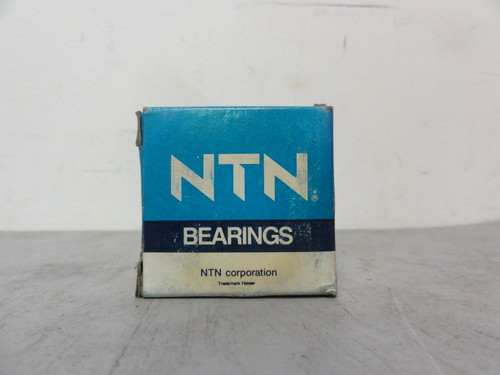 NTN®
BEARINGS
NTN corporation
Trademark Holder